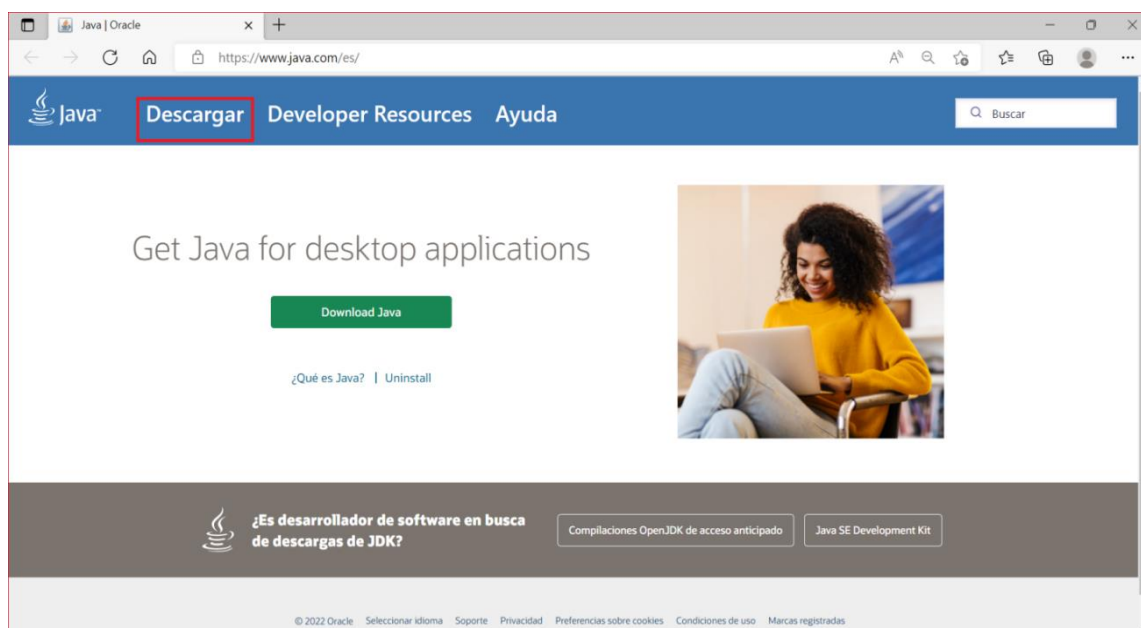 Java | Oracle
https://www.java.com/es/
Java
Descargar
Developer Resources
Ayuda
Buscar
Get Java for desktop applications
Download Java
¿Qué es Java? | Uninstall
¿Es desarrollador de software en busca
de descargas de JDK?
Compilaciones OpenJDK de acceso anticipado
Java SE Development Kit
© 2022 Oracle Seleccionar idioma Soporte Privacidad Preferencias sobre cookies Condiciones de uso Marcas registradas